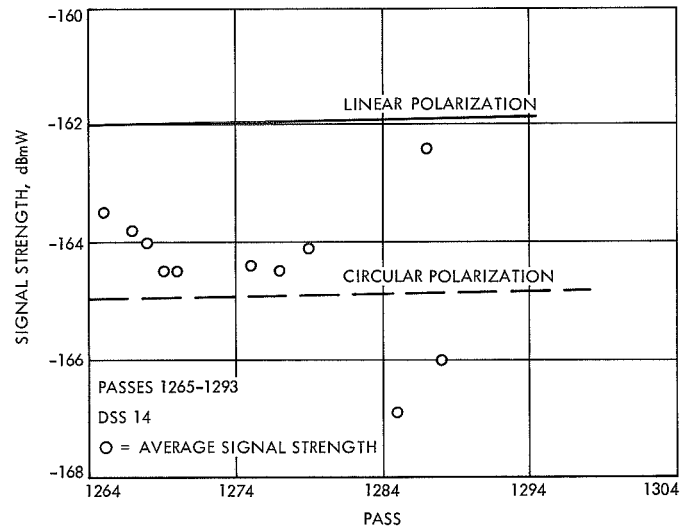 -160
LINEAR POLARIZATION
-162
SIGNAL STRENGTH, dBmW
-164
CIRCULAR POLARIZATION
-166
PASSES 1265-1293
DSS 14
O = AVERAGE SIGNAL STRENGTH
-168
1264 1274 1284 1294 1304
PASS